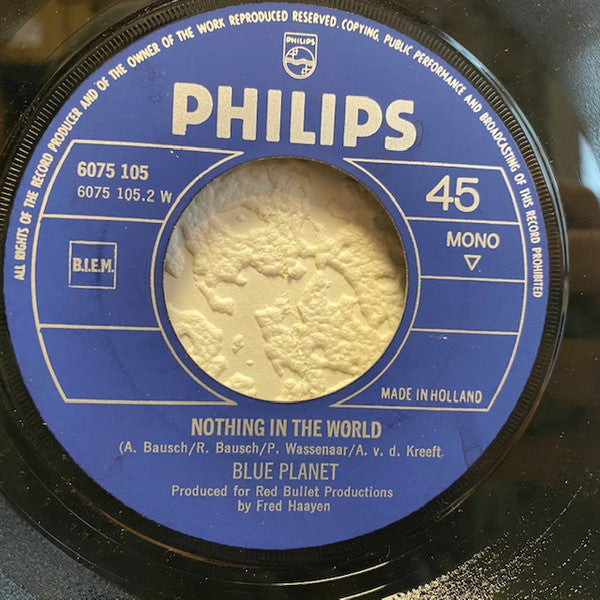 ALL RIGHTS OF THE RECORD PRODUCER AND OF THE OWNER OF THE WORK REPRODUCED RESERVED. COPYING, PUBLIC PERFORMANCE AND BROADCASTING OF THIS RECORD PROHIBITED
PHILIPS
PHILIPS
6075 105
6075 105.2 W
45
MONO
B.I.E.M.
MADE IN HOLLAND
NOTHING IN THE WORLD
(A. Bausch/R. Bausch/P. Wassenaar/A. v. d. Kreeft.
BLUE PLANET
Produced for Red Bullet Productions
by Fred Haayen